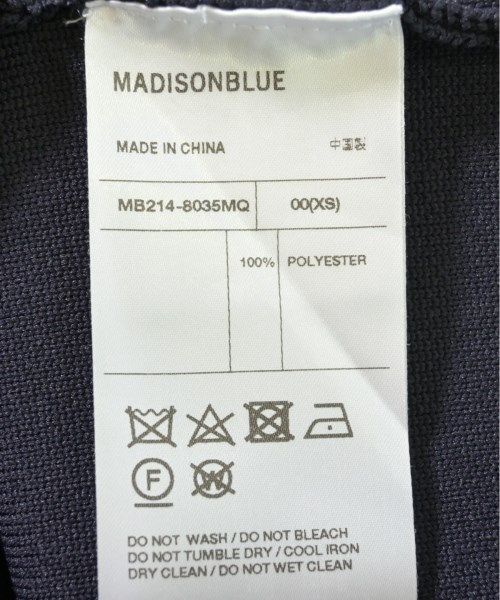 MADISONBLUE
MADE IN CHINA 中国製
MB214-8035MQ 00(XS)
100% POLYESTER
F W
DO NOT WASH / DO NOT BLEACH
DO NOT TUMBLE DRY / COOL IRON
DRY CLEAN / DO NOT WET CLEAN